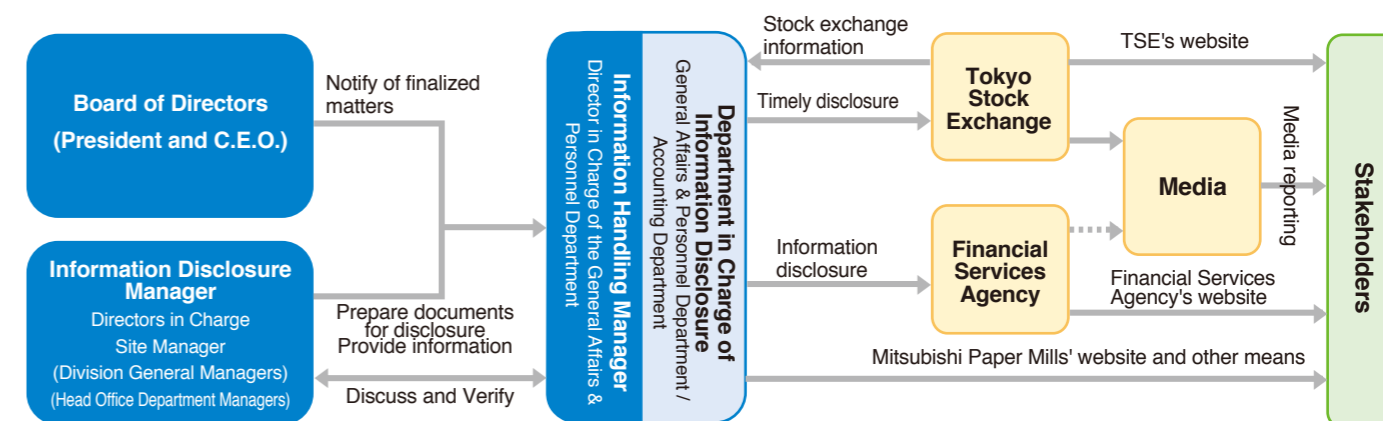 Board of Directors
(President and C.E.O.)
Notify of finalized
matters
Information Disclosure
Manager
Directors in Charge
Site Manager
(Division General Managers)
(Head Office Department Managers)
Prepare documents
for disclosure
Provide information
Discuss and Verify
Information Handling Manager
Director in Charge of the General Affairs &
Personnel Department
Department in Charge of
Information Disclosure
General Affairs & Personnel Department /
Accounting Department
Stock exchange
information
Timely disclosure
Information
disclosure
Tokyo
Stock
Exchange
Financial
Services
Agency
TSE's website
Media
Media reporting
Financial Services
Agency's website
Mitsubishi Paper Mills' website and other means
Stakeholders